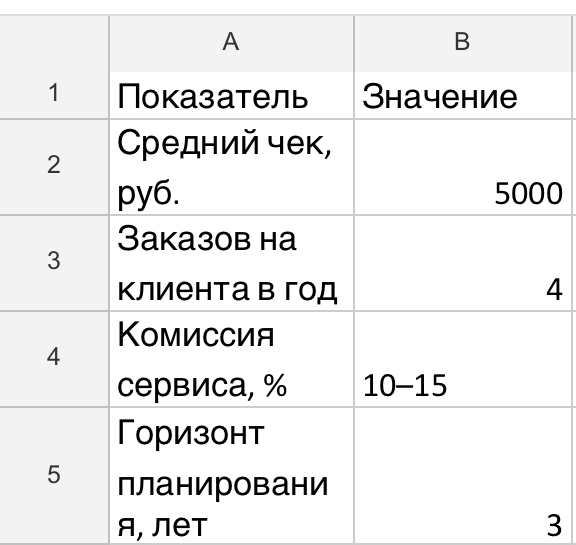 A B
1 Показатель Значение
Средний чек,
2
руб. 5000
Заказов на
3
клиента в год 4
Комиссия
4
сервиса, % 10–15
Горизонт
5
планировани
я, лет 3